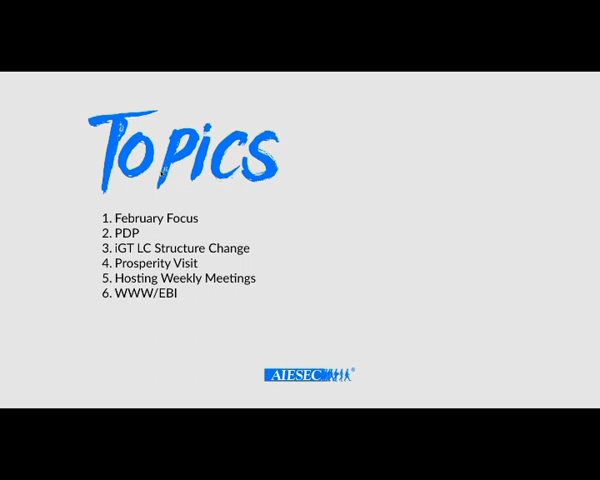 Topics
1. February Focus
2. PDP
3. iGT LC Structure Change
4. Prosperity Visit
5. Hosting Weekly Meetings
6. WWW/EBI
AIESEC®